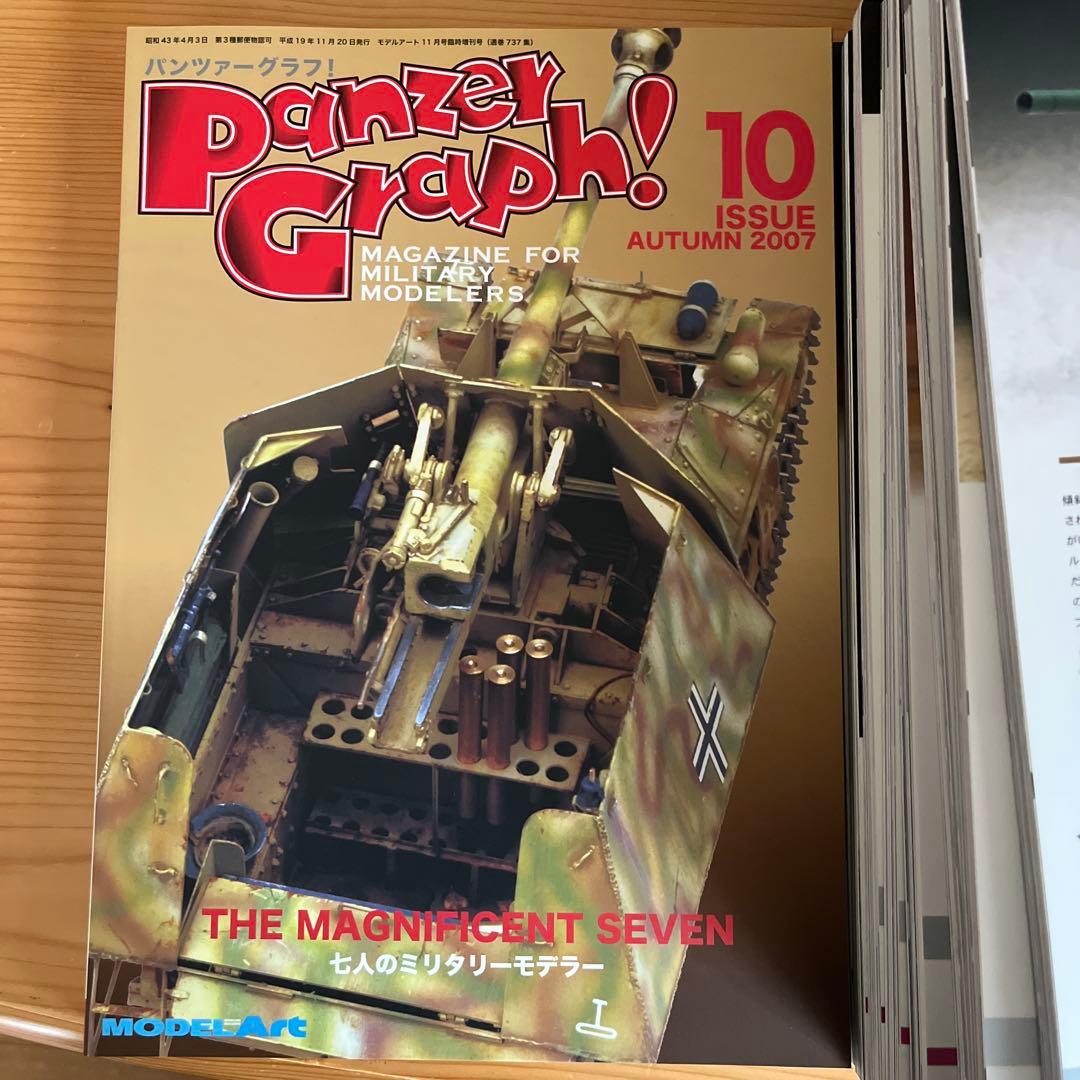 昭和43年4月3日 第3種郵便物認可 平成19年11月20日発行 モデルアート11月号臨時増刊号（通巻737集）
パンツァーグラフ!
Panzer
Graph!
10
ISSUE
AUTUMN 2007
MAGAZINE FOR
MILITARY
MODELERS
THE MAGNIFICENT SEVEN
七人のミリタリーモデラー
MODELArt